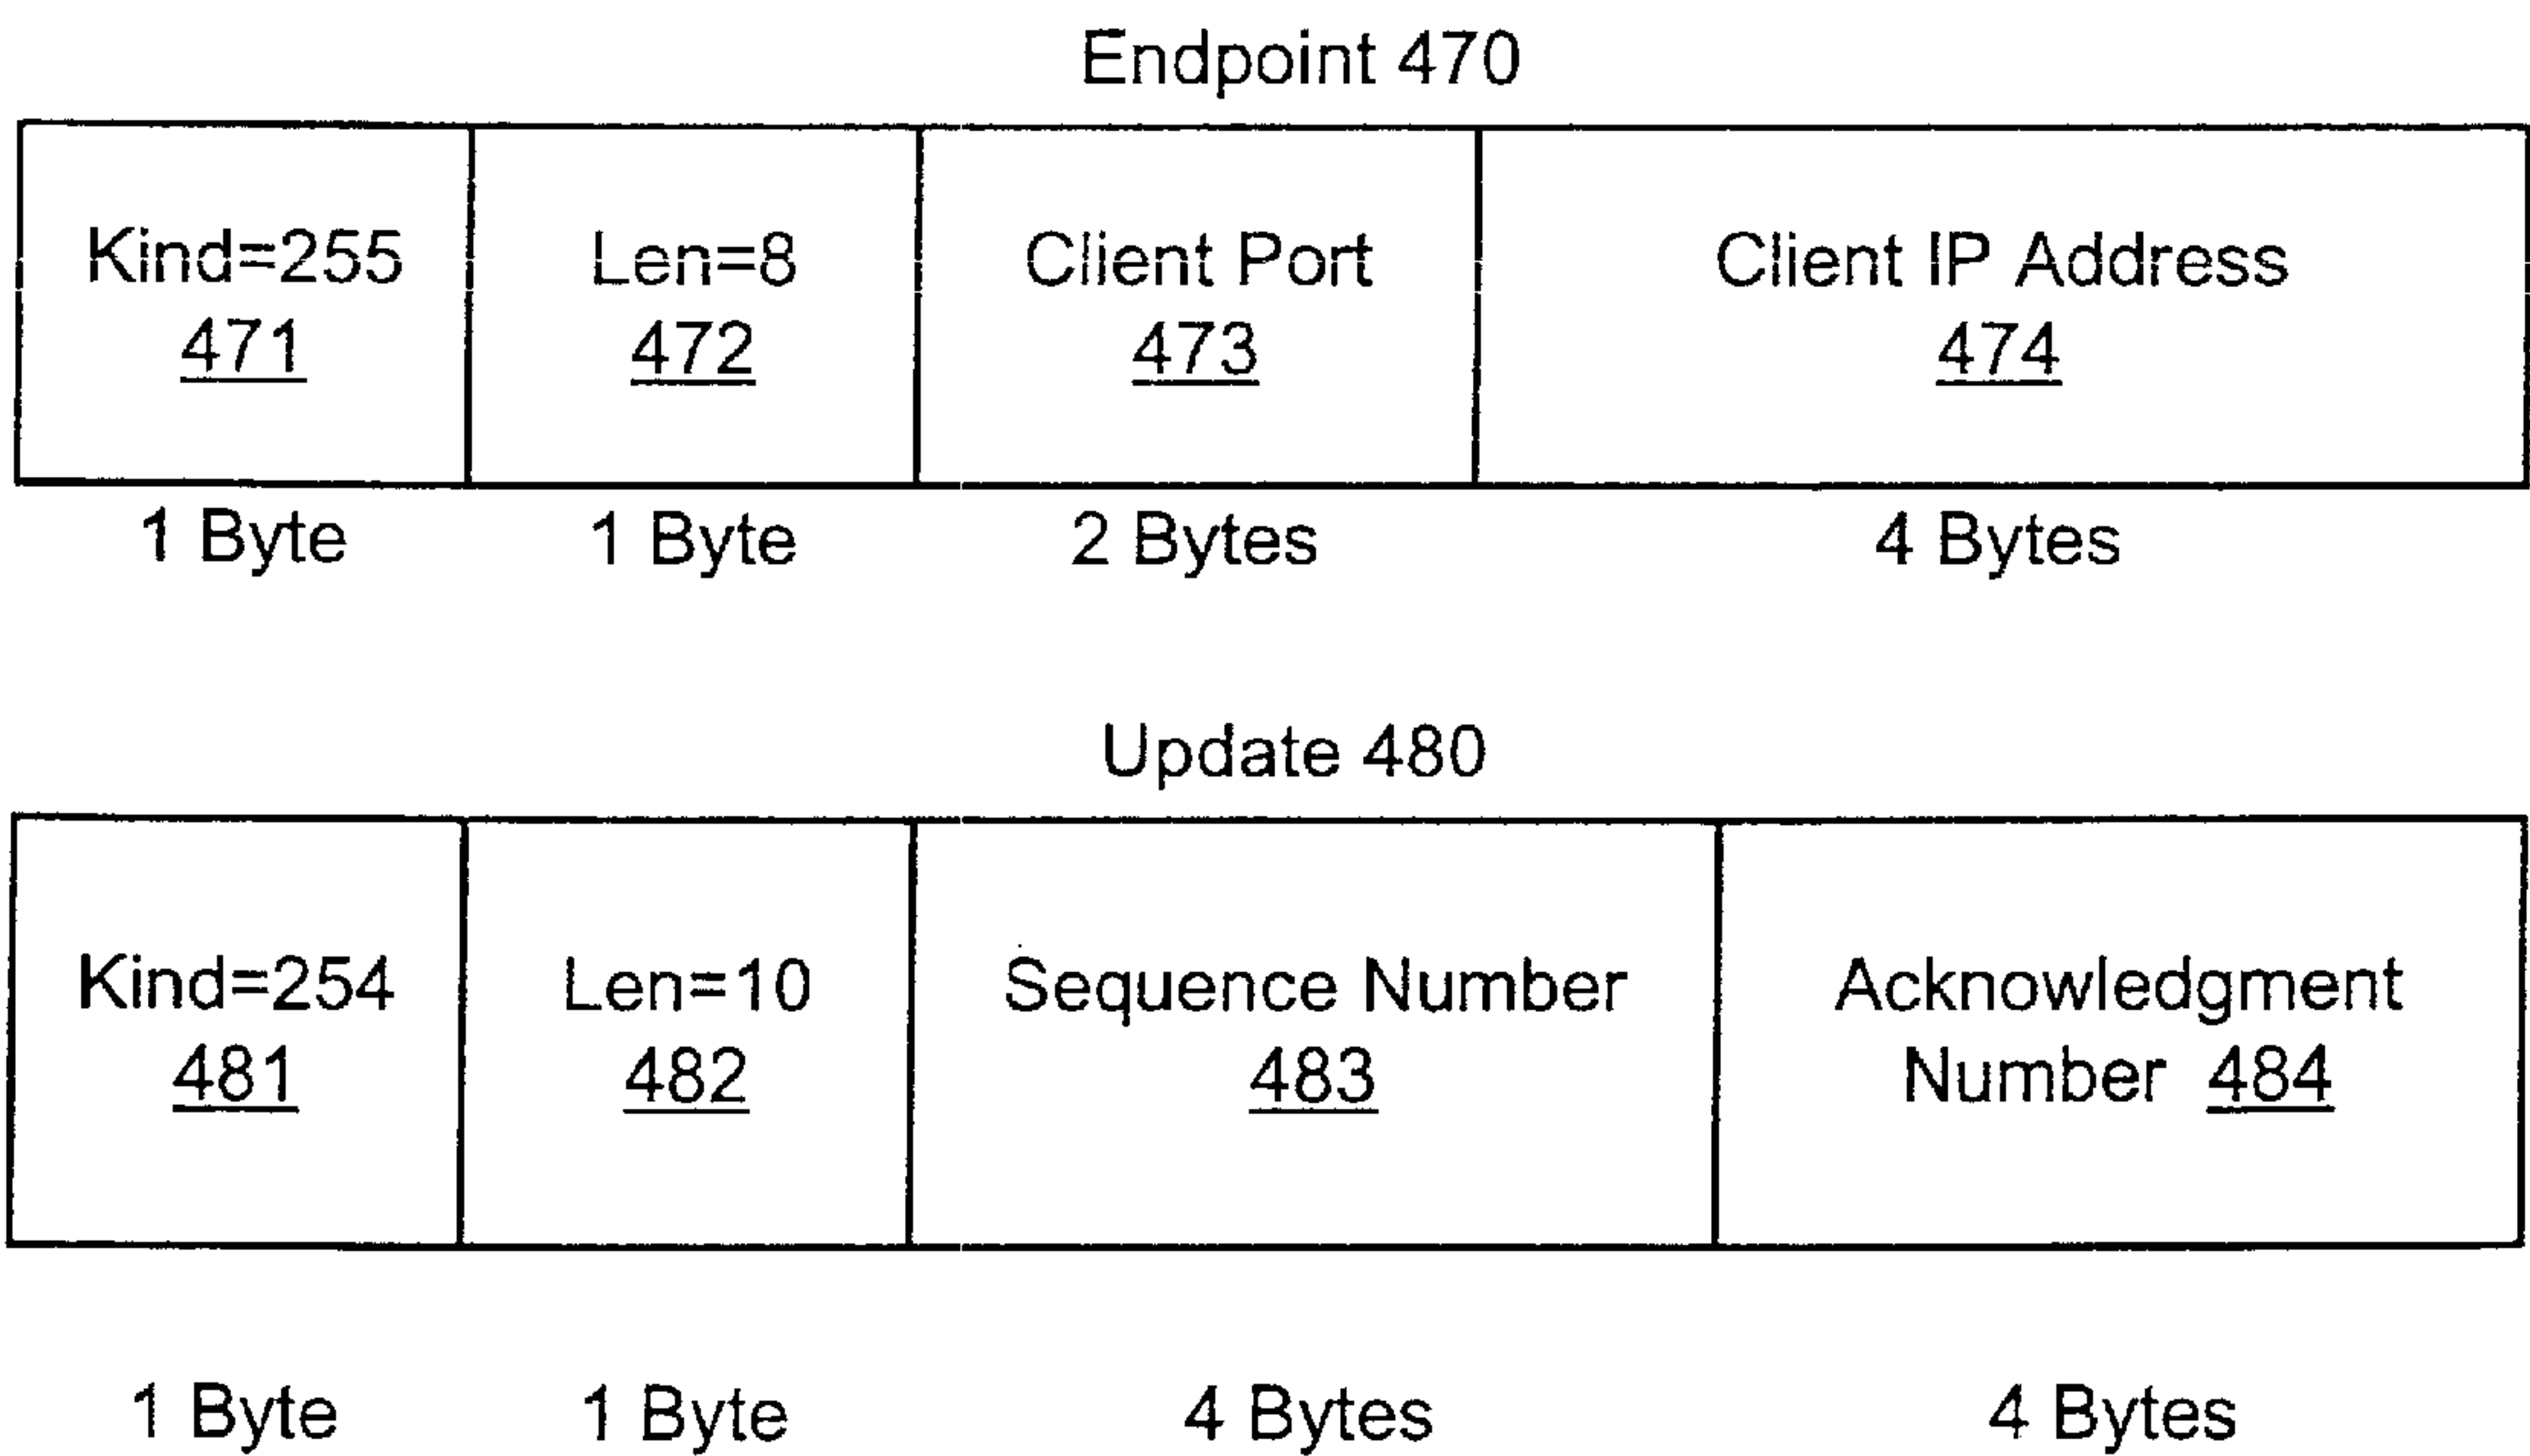 Endpoint 470
Kind=255 Len=8 Client Port Client IP Address
471 472 473 474
1 Byte 1 Byte 2 Bytes 4 Bytes
Update 480
Kind=254 Len=10 Sequence Number Acknowledgment
481 482 483 Number 484
1 Byte 1 Byte 4 Bytes 4 Bytes